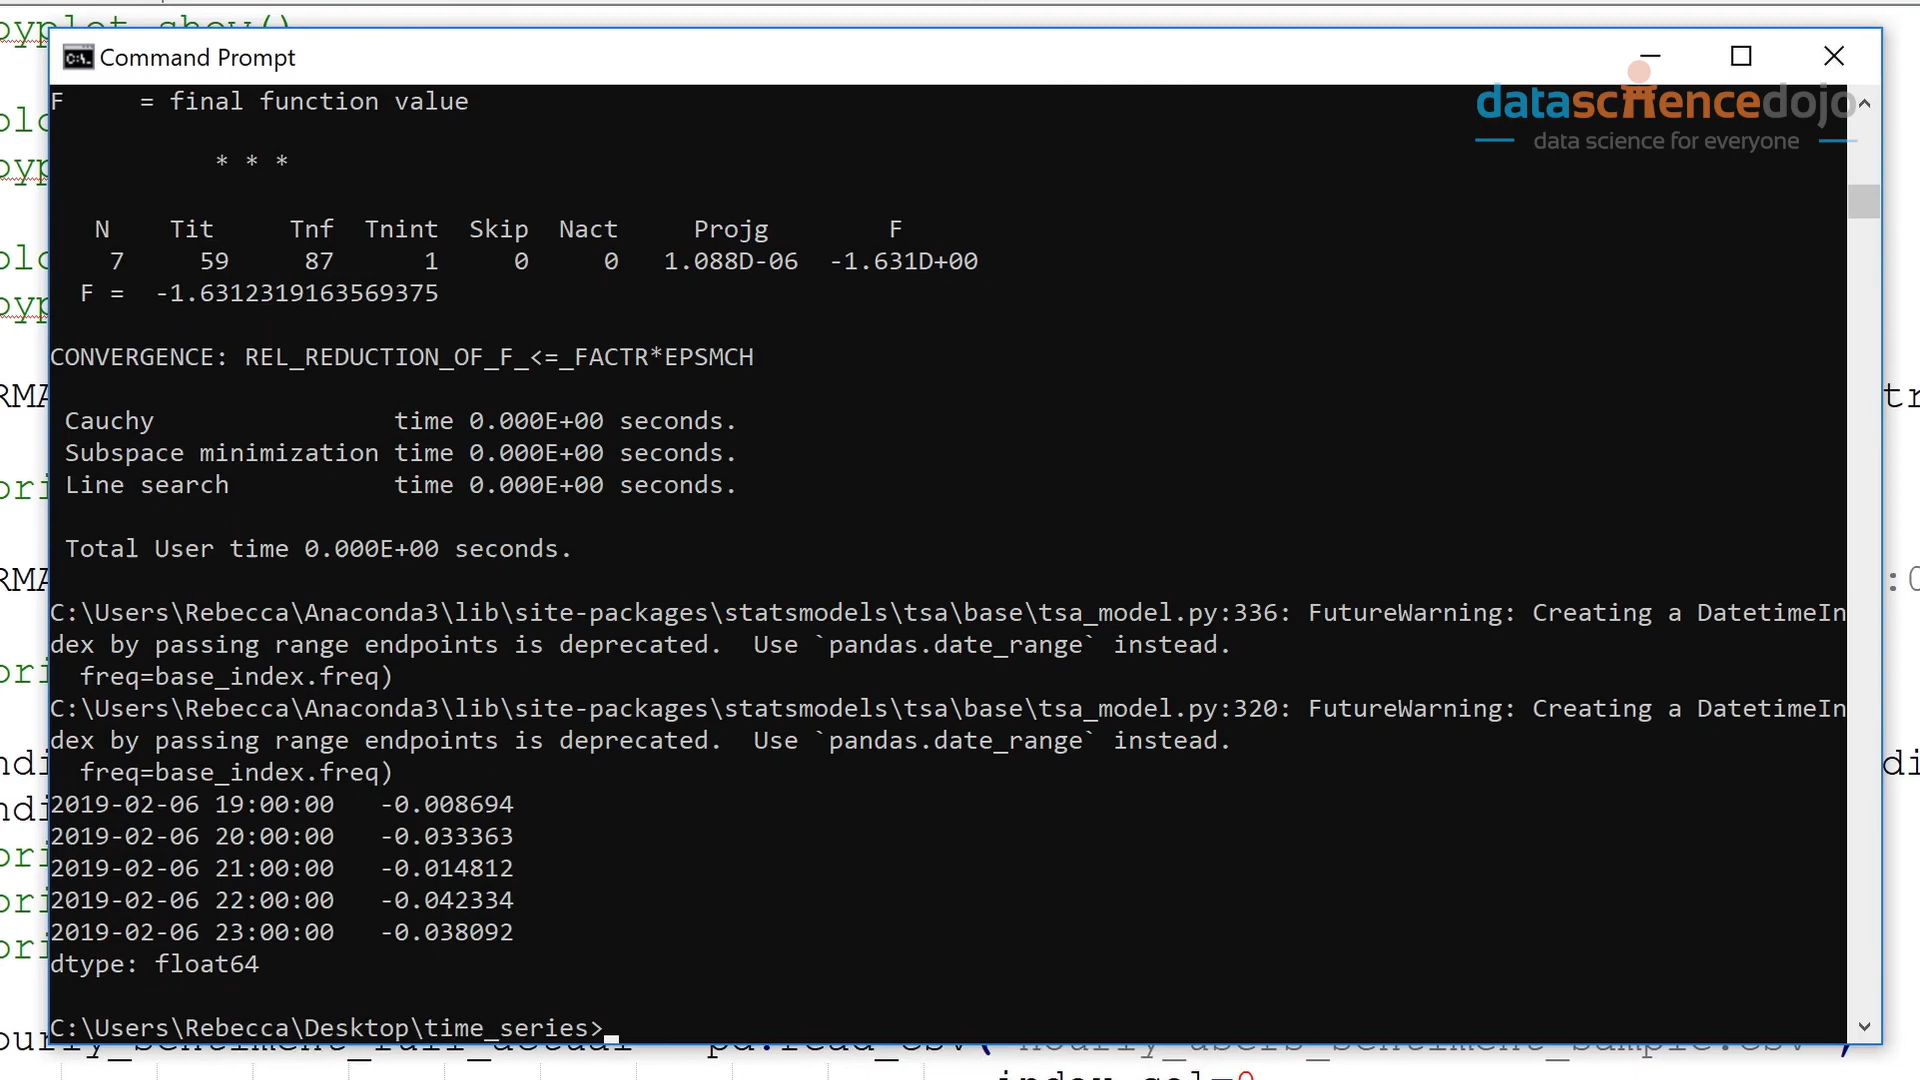 pyplot.show()
Command Prompt
datasciencedojo
data science for everyone
F     = final function value
* * *
N    Tit     Tnf  Tnint  Skip  Nact     Projg        F
7     59       87      1     0     0   1.088D-06  -1.631D+00
F =  -1.6312319163569375
CONVERGENCE: REL_REDUCTION_OF_F_<=_FACTR*EPSMCH
Cauchy                time 0.000E+00 seconds.
Subspace minimization time 0.000E+00 seconds.
Line search           time 0.000E+00 seconds.
Total User time 0.000E+00 seconds.
C:\Users\Rebecca\Anaconda3\lib\site-packages\statsmodels\tsa\base\tsa_model.py:336: FutureWarning: Creating a DatetimeIn
dex by passing range endpoints is deprecated.  Use `pandas.date_range` instead.
freq=base_index.freq)
C:\Users\Rebecca\Anaconda3\lib\site-packages\statsmodels\tsa\base\tsa_model.py:320: FutureWarning: Creating a DatetimeIn
dex by passing range endpoints is deprecated.  Use `pandas.date_range` instead.
freq=base_index.freq)
2019-02-06 19:00:00   -0.008694
2019-02-06 20:00:00   -0.033363
2019-02-06 21:00:00   -0.014812
2019-02-06 22:00:00   -0.042334
2019-02-06 23:00:00   -0.038092
dtype: float64
C:\Users\Rebecca\Desktop\time_series>
index_col=0